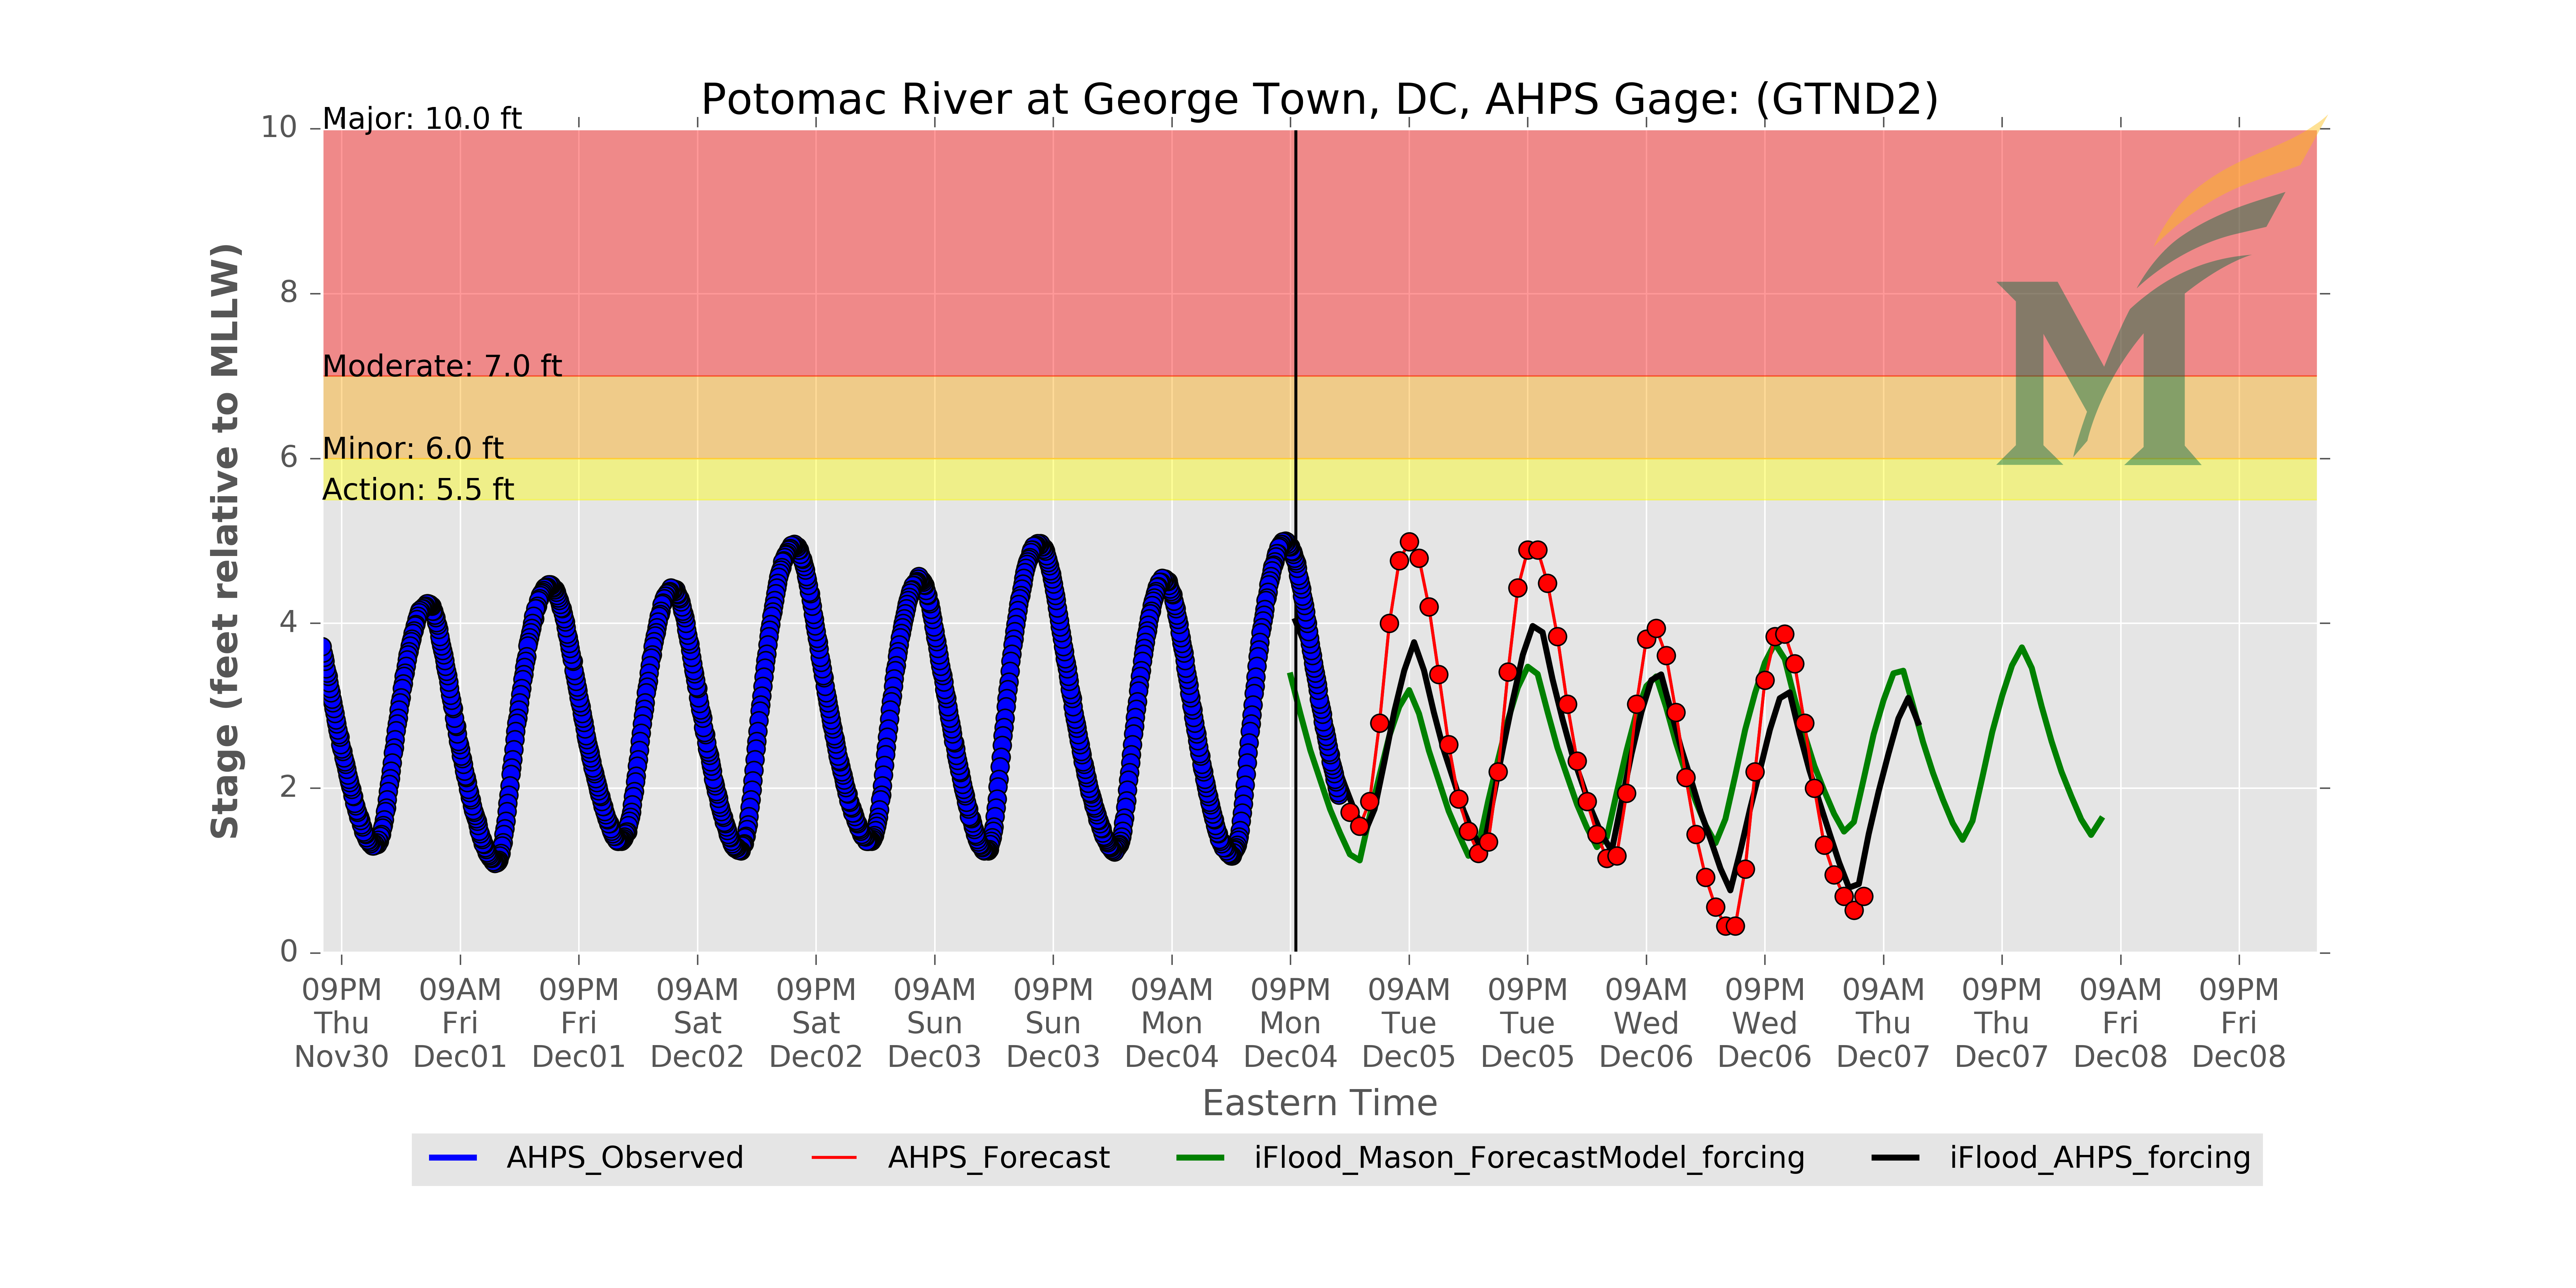 Potomac River at George Town, DC, AHPS Gage: (GTND2)
Major: 10.0 ft
Moderate: 7.0 ft
Minor: 6.0 ft
Action: 5.5 ft
10
8
6
4
2
0
Stage (feet relative to MLLW)
09PM 09AM 09PM 09AM 09PM 09AM 09PM 09AM 09PM 09AM 09PM 09AM 09PM 09AM 09PM 09AM 09PM
Thu Fri Fri Sat Sat Sun Sun Mon Mon Tue Tue Wed Wed Thu Thu Fri Fri
Nov30 Dec01 Dec01 Dec02 Dec02 Dec03 Dec03 Dec04 Dec04 Dec05 Dec05 Dec06 Dec06 Dec07 Dec07 Dec08 Dec08
Eastern Time
AHPS_Observed AHPS_Forecast iFlood_Mason_ForecastModel_forcing iFlood_AHPS_forcing
M